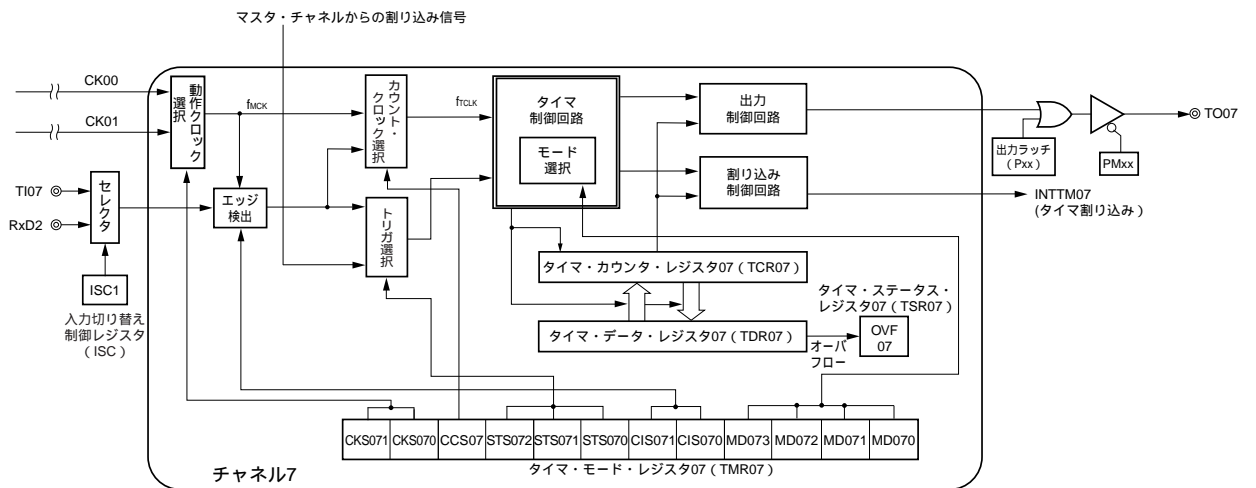 マスタ・チャネルからの割り込み信号
CK00
CK01
動作クロック
選択
fMCK
カウント・
クロック選択
fTCLK
タイマ
制御回路
モード
選択
出力
制御回路
TO07
出力ラッチ
(Pxx)
PMxx
割り込み
制御回路
INTTM07
(タイマ割り込み)
TI07
RxD2
セレクタ
エッジ
検出
トリガ選択
ISC1
入力切り替え
制御レジスタ
(ISC)
タイマ・カウンタ・レジスタ07(TCR07)
タイマ・ステータス・
レジスタ07(TSR07)
タイマ・データ・レジスタ07(TDR07)
オーバ
フロー
OVF
07
CKS071 CKS070 CCS07 STS072 STS071 STS070 CIS071 CIS070 MD073 MD072 MD071 MD070
タイマ・モード・レジスタ07(TMR07)
チャネル7